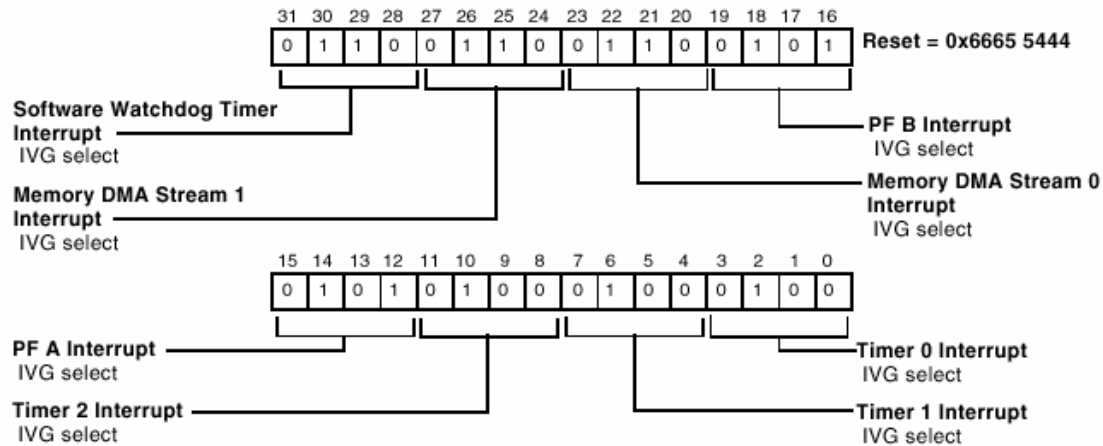 31 30 29 28 27 26 25 24 23 22 21 20 19 18 17 16
0 1 1 0 0 1 1 0 0 1 1 0 0 1 0 1 Reset = 0x6665 5444
Software Watchdog Timer
Interrupt
IVG select
PF B Interrupt
IVG select
Memory DMA Stream 1
Interrupt
IVG select
Memory DMA Stream 0
Interrupt
IVG select
15 14 13 12 11 10 9 8 7 6 5 4 3 2 1 0
0 1 0 1 0 1 0 0 0 1 0 0 0 1 0 0
PF A Interrupt
IVG select
Timer 0 Interrupt
IVG select
Timer 2 Interrupt
IVG select
Timer 1 Interrupt
IVG select